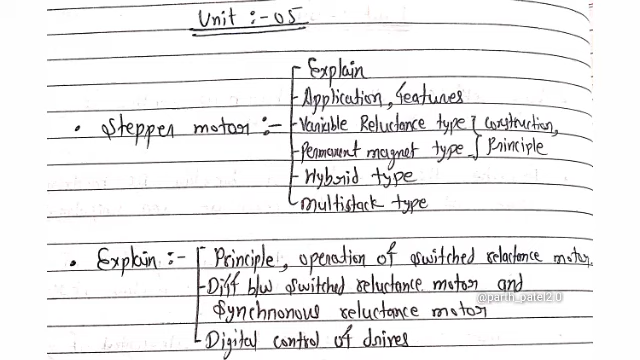 Unit :- 05
Explain
Application, features
• Stepper motor :- Variable Reluctance type } construction,
Permanent magnet type } Principle
Hybrid type
Multistack type
• Explain :- Principle, operation of switched relactance motor
Diff b/w switched reluctance motor and
@parth_patel2.0
Synchronous reluctance motor
Digital control of drives